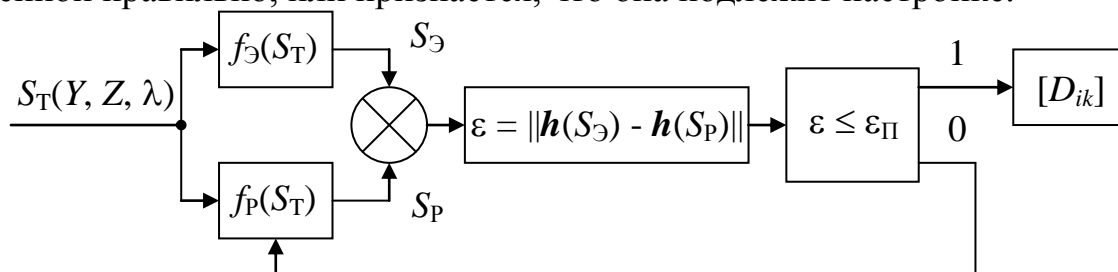 S_Э
1
f_Э(S_Т)
S_Т(Y, Z, λ)
[D_ik]
ε = ||h(S_Э) - h(S_Р)||
ε ≤ ε_П
0
f_Р(S_Т)
S_Р